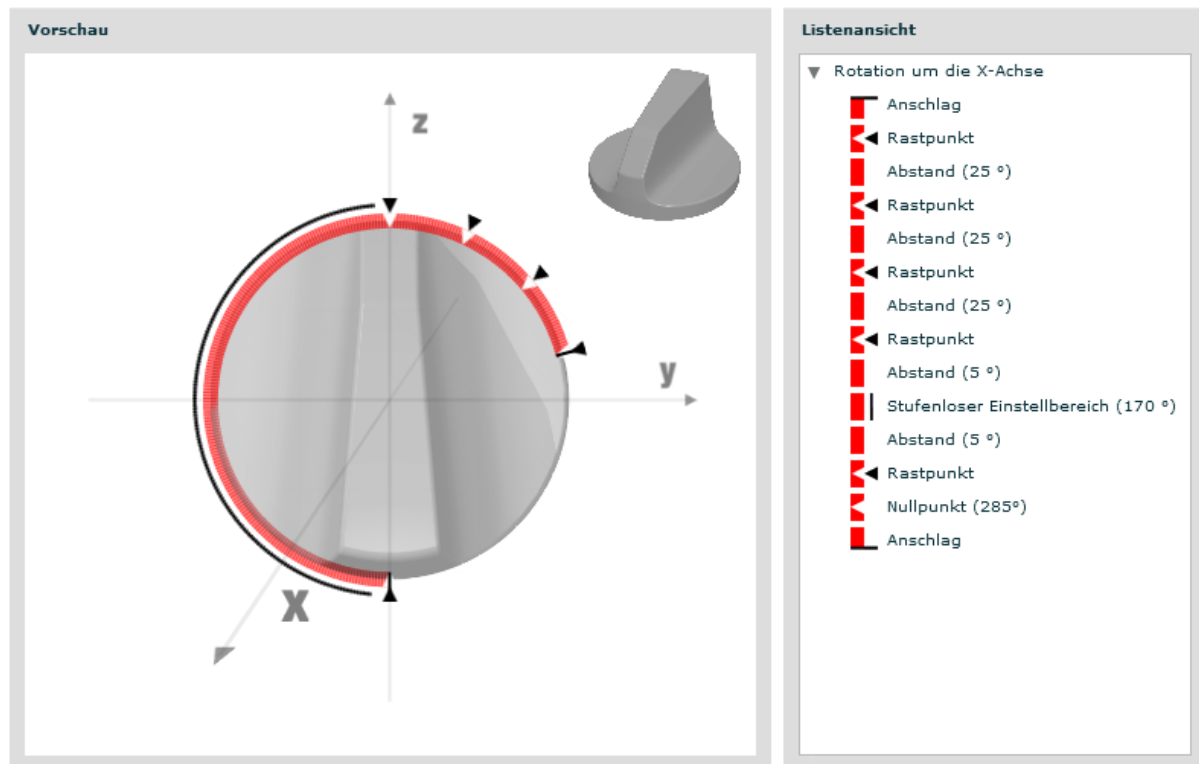 Vorschau
z
y
X
Listenansicht
▼ Rotation um die X-Achse
Anschlag
Rastpunkt
Abstand (25 º)
Rastpunkt
Abstand (25 º)
Rastpunkt
Abstand (25 º)
Rastpunkt
Abstand (5 º)
Stufenloser Einstellbereich (170 º)
Abstand (5 º)
Rastpunkt
Nullpunkt (285º)
Anschlag